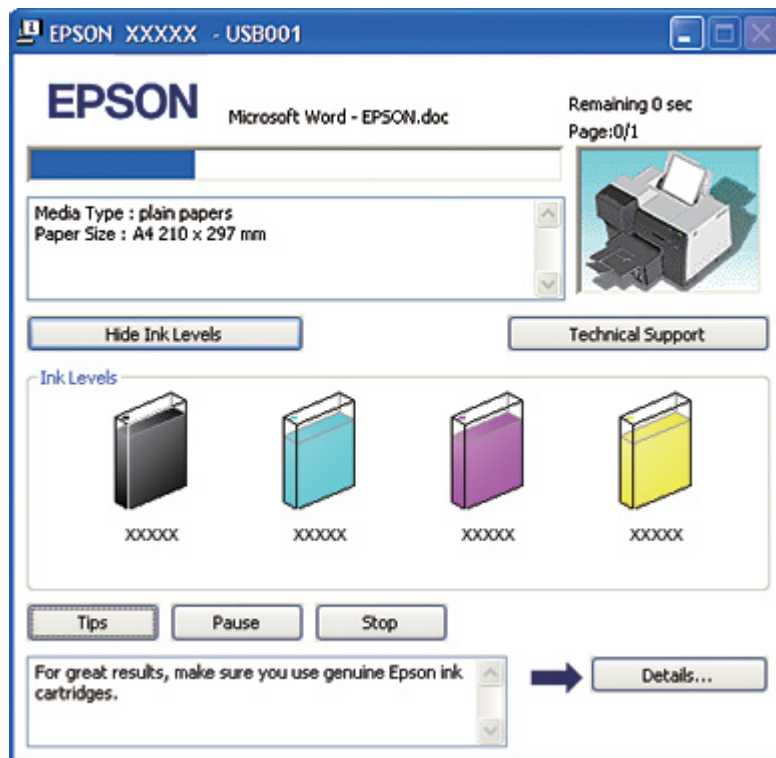 EPSON XXXXX - USB001
EPSON
Microsoft Word - EPSON.doc
Remaining 0 sec
Page:0/1
Media Type : plain papers
Paper Size : A4 210 x 297 mm
Hide Ink Levels
Technical Support
Ink Levels
XXXXX XXXXX XXXXX XXXXX
Tips Pause Stop
For great results, make sure you use genuine Epson ink
cartridges.
Details...